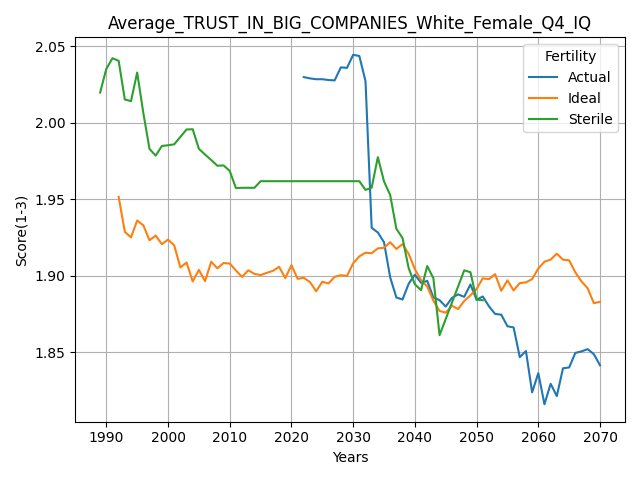 Average_TRUST_IN_BIG_COMPANIES_White_Female_Q4_IQ
Fertility
Actual
Ideal
Sterile
Score(1-3)
2.05
2.00
1.95
1.90
1.85
1990 2000 2010 2020 2030 2040 2050 2060 2070
Years